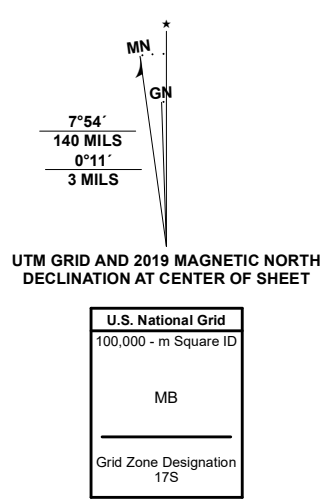 ★
MN
GN
7°54´
140 MILS
0°11´
3 MILS
UTM GRID AND 2019 MAGNETIC NORTH
DECLINATION AT CENTER OF SHEET
U.S. National Grid
100,000 - m Square ID
MB
Grid Zone Designation
17S